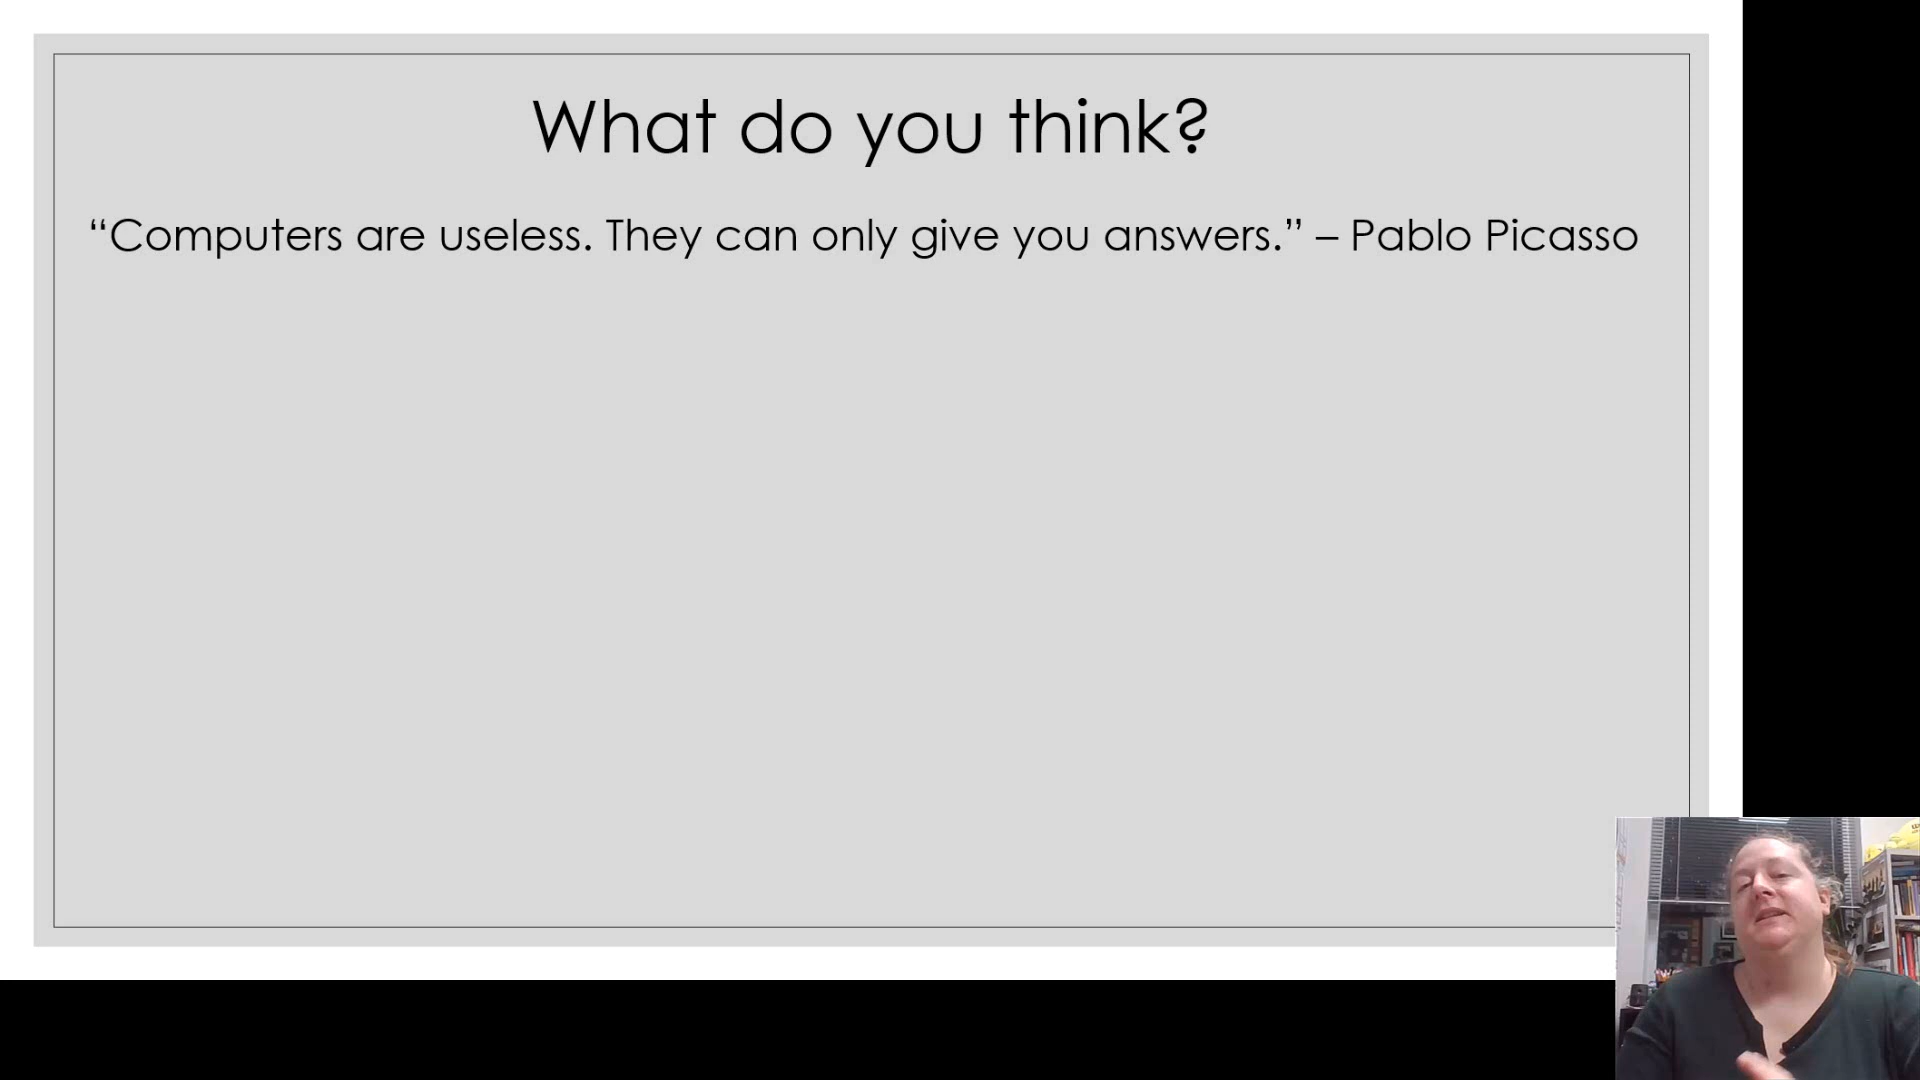 What do you think?
“Computers are useless. They can only give you answers.” – Pablo Picasso